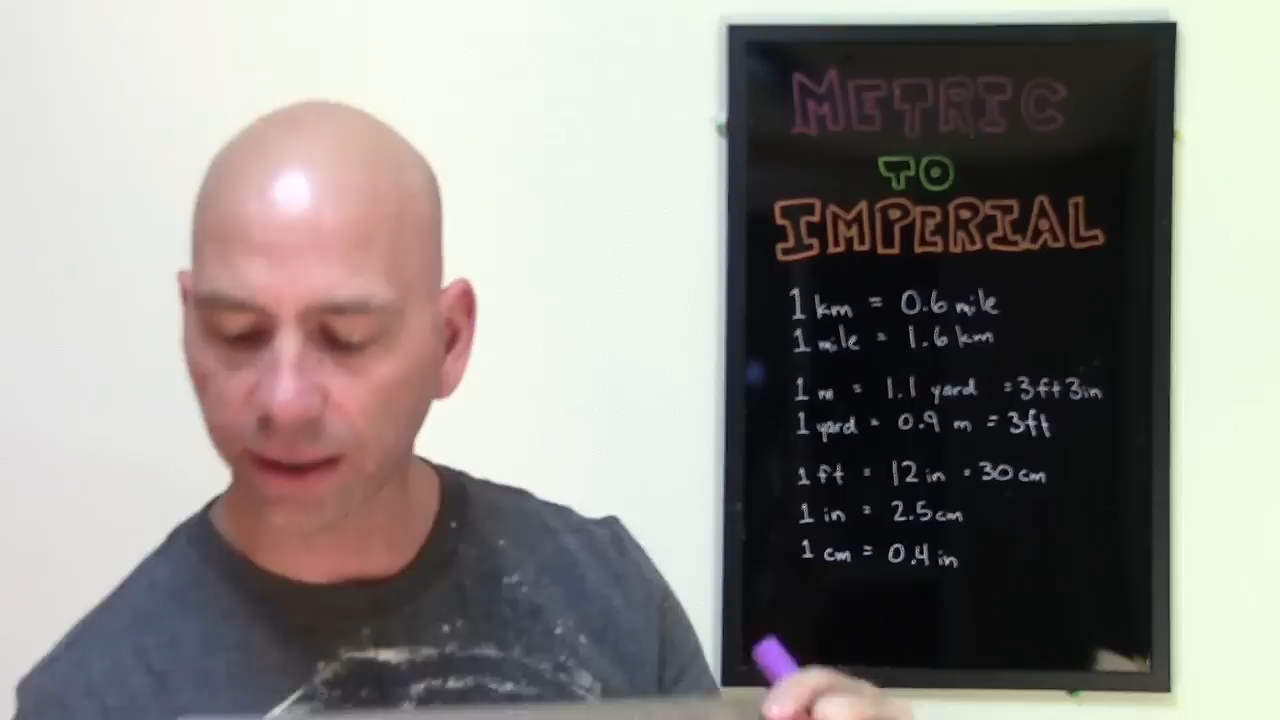 METRIC
TO
IMPERIAL
1 km = 0.6 mile
1 mile = 1.6 km
1 m = 1.1 yard = 3ft 3in
1 yard = 0.9 m = 3ft
1 ft = 12 in = 30 cm
1 in = 2.5 cm
1 cm = 0.4 in